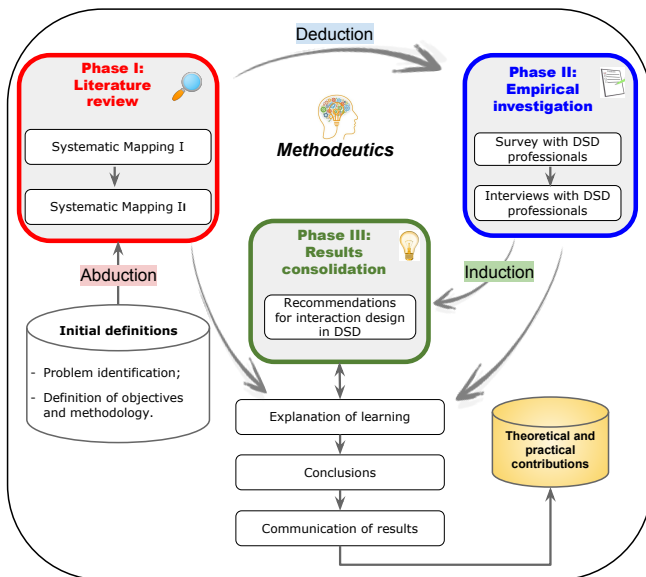 Deduction
Phase I:
Literature
review
Systematic Mapping I
Systematic Mapping II
Methodeutics
Phase II:
Empirical
investigation
Survey with DSD
professionals
Interviews with DSD
professionals
Abduction
Initial definitions
- Problem identification;
- Definition of objectives
and methodology.
Phase III:
Results
consolidation
Recommendations
for interaction design
in DSD
Induction
Explanation of learning
Conclusions
Communication of results
Theoretical and
practical
contributions